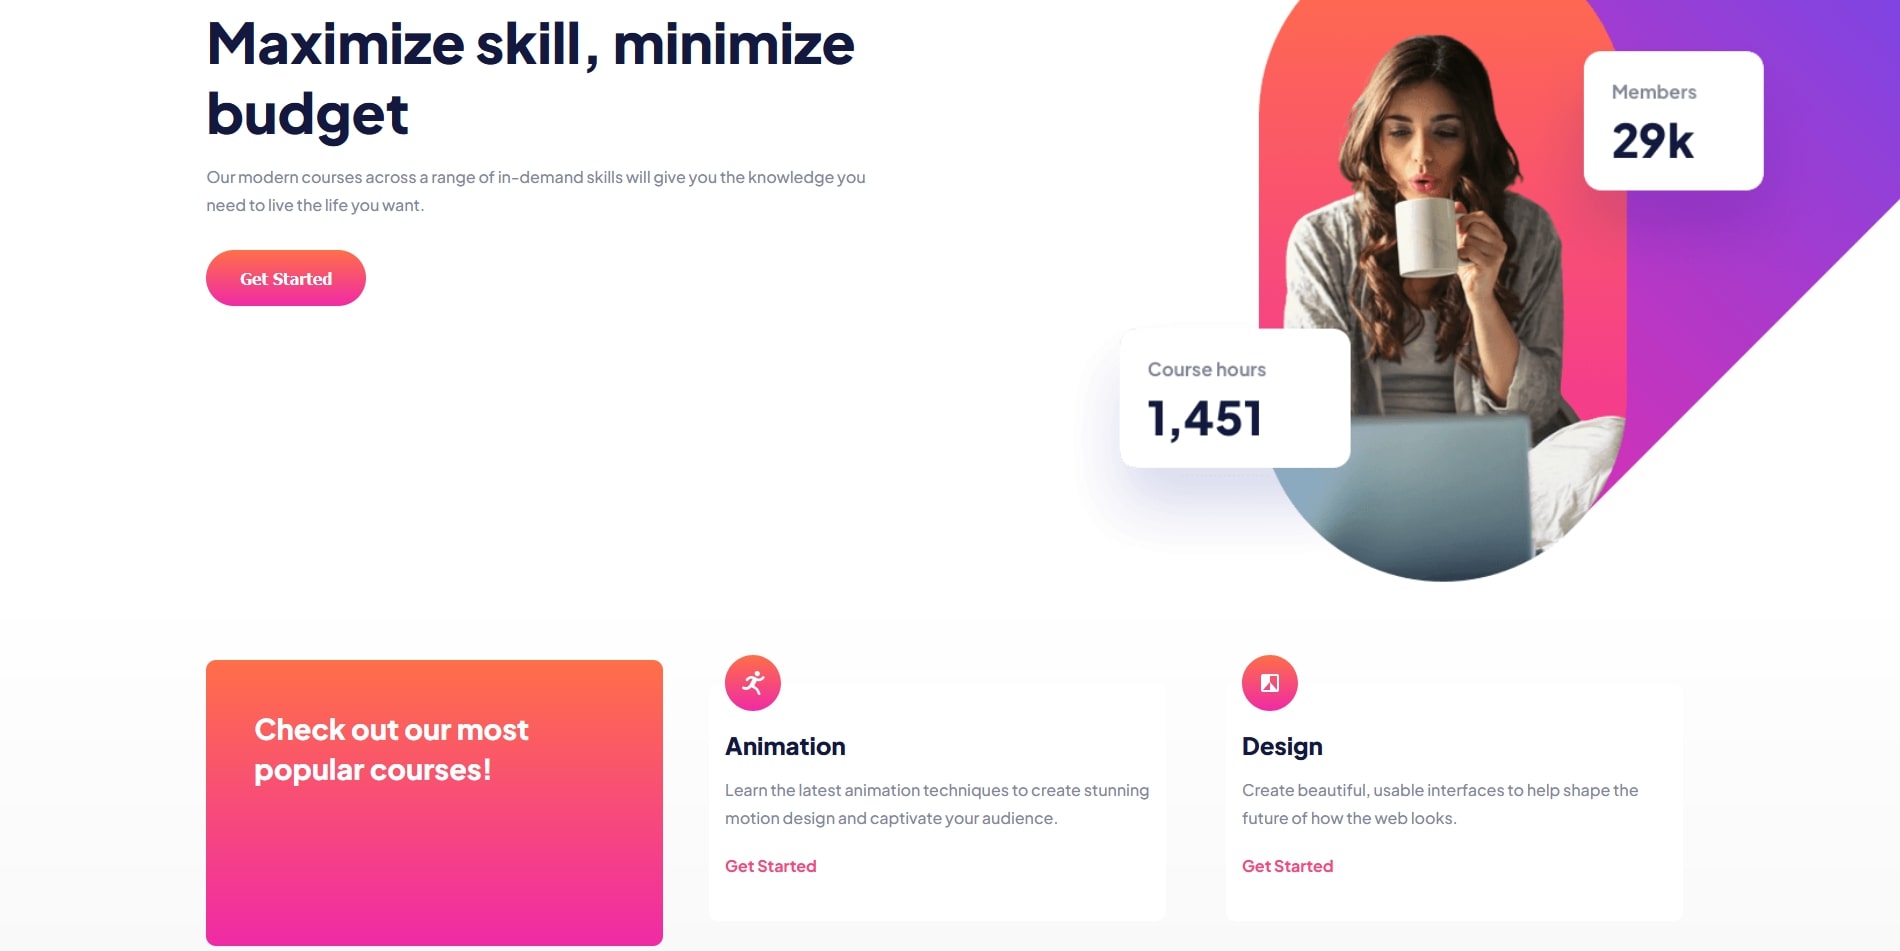 Maximize skill, minimize
budget
Our modern courses across a range of in-demand skills will give you the knowledge you
need to live the life you want.
Get Started
Members
29k
Course hours
1,451
Check out our most
popular courses!
Animation
Learn the latest animation techniques to create stunning
motion design and captivate your audience.
Get Started
Design
Create beautiful, usable interfaces to help shape the
future of how the web looks.
Get Started